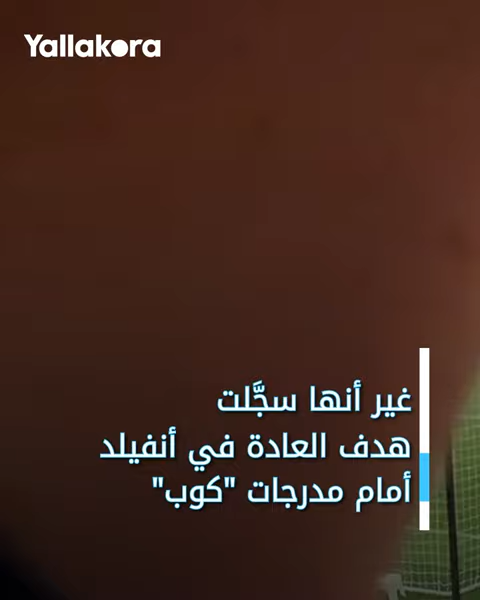 Yallakora
غير أنها سجَّلت
هدف العادة في أنفيلد
أمام مدرجات "كوب"